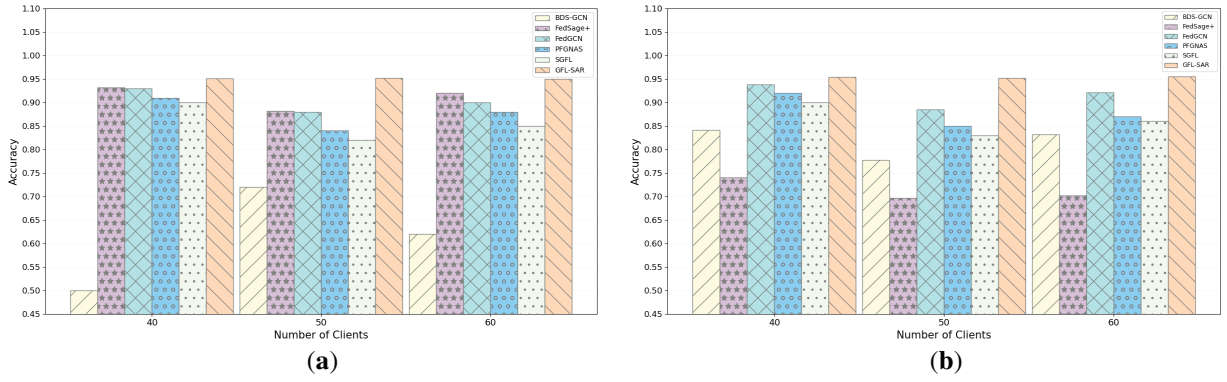 1.10
1.05
1.00
0.95
0.90
0.85
0.80
0.75
0.70
0.65
0.60
0.55
0.50
0.45
Accuracy
BDS-GCN
FedSage+
FedGCN
PFGNAS
SGFL
GFL-SAR
40
50
60
Number of Clients
(a)
1.10
1.05
1.00
0.95
0.90
0.85
0.80
0.75
0.70
0.65
0.60
0.55
0.50
0.45
Accuracy
BDS-GCN
FedSage+
FedGCN
PFGNAS
SGFL
GFL-SAR
40
50
60
Number of Clients
(b)